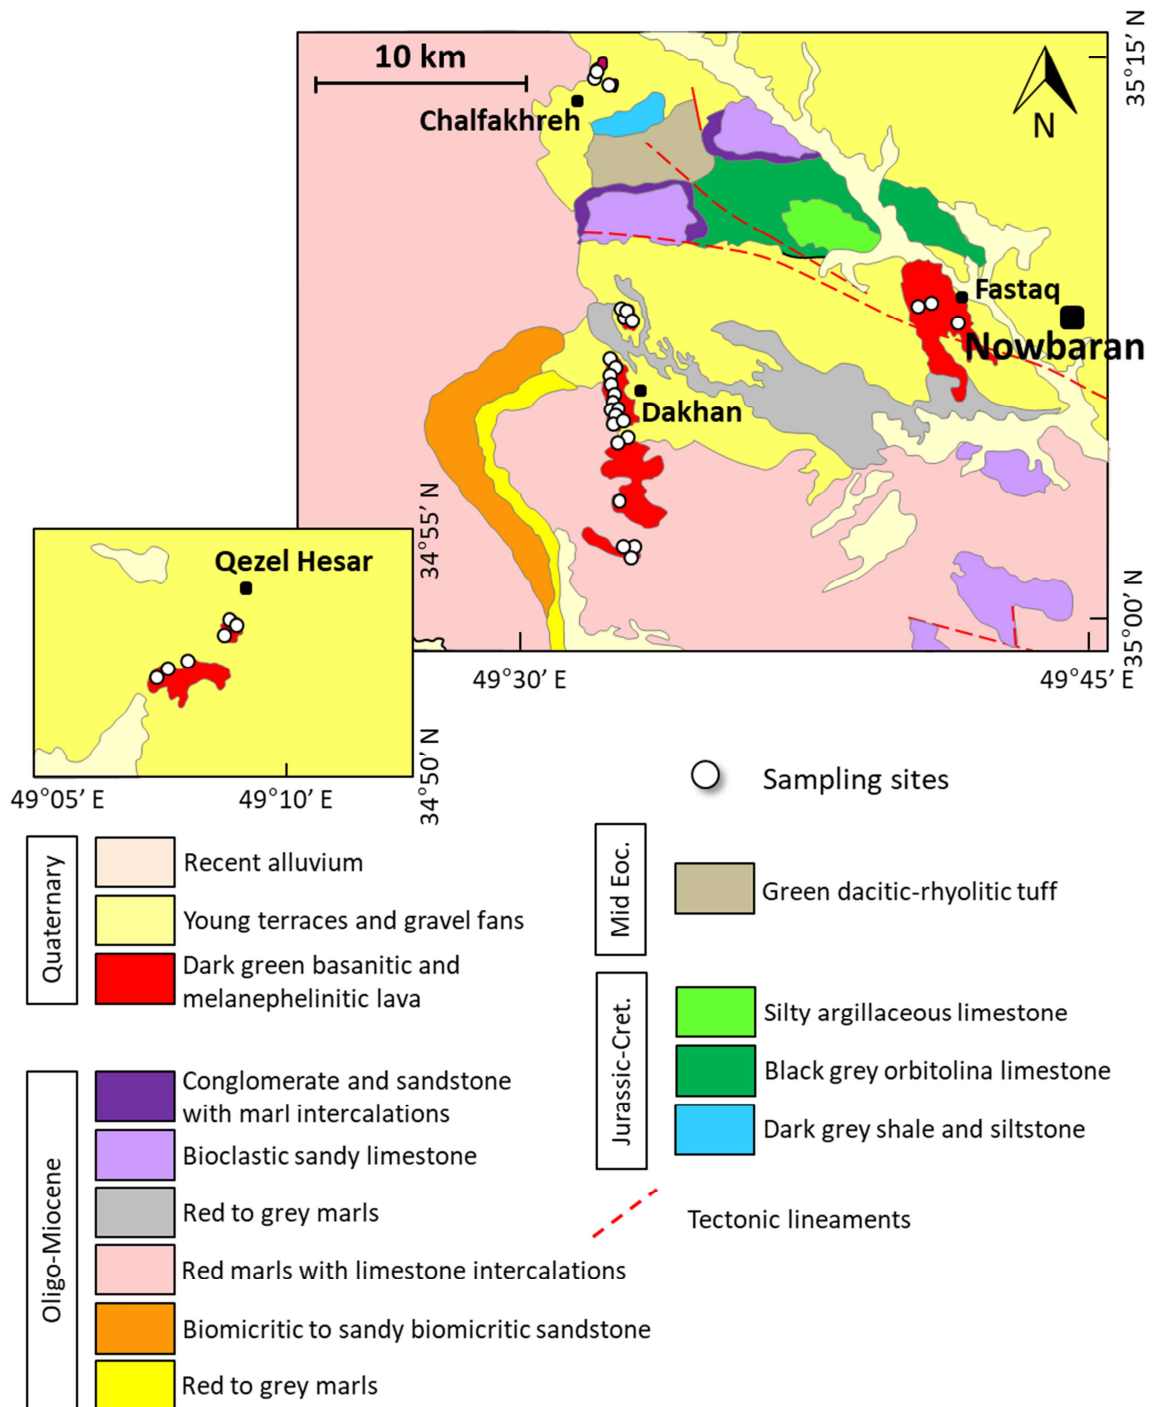 10 km
35°15' N
N
Chalfakhreh
Fastaq
Nowbaran
Dakhan
34°55' N
Qezel Hesar
35°00' N
49°30' E
49°45' E
34°50' N
49°05' E
49°10' E
Sampling sites
Quaternary
Recent alluvium
Young terraces and gravel fans
Dark green basanitic and
melanephelinitic lava
Oligo-Miocene
Conglomerate and sandstone
with marl intercalations
Bioclastic sandy limestone
Red to grey marls
Red marls with limestone intercalations
Biomicritic to sandy biomicritic sandstone
Red to grey marls
Mid Eoc.
Green dacitic-rhyolitic tuff
Jurassic-Cret.
Silty argillaceous limestone
Black grey orbitolina limestone
Dark grey shale and siltstone
Tectonic lineaments